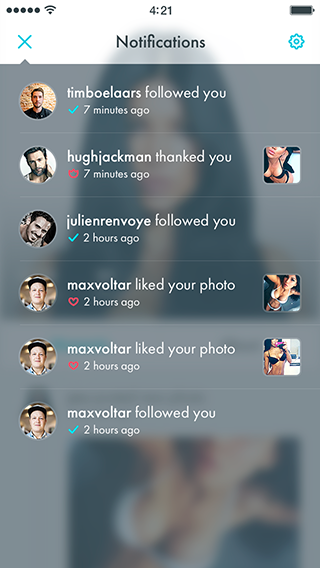 4:21
Notifications
timboelaars followed you
7 minutes ago
hughjackman thanked you
7 minutes ago
julienrenvoye followed you
2 hours ago
maxvoltar liked your photo
2 hours ago
maxvoltar liked your photo
2 hours ago
maxvoltar followed you
2 hours ago